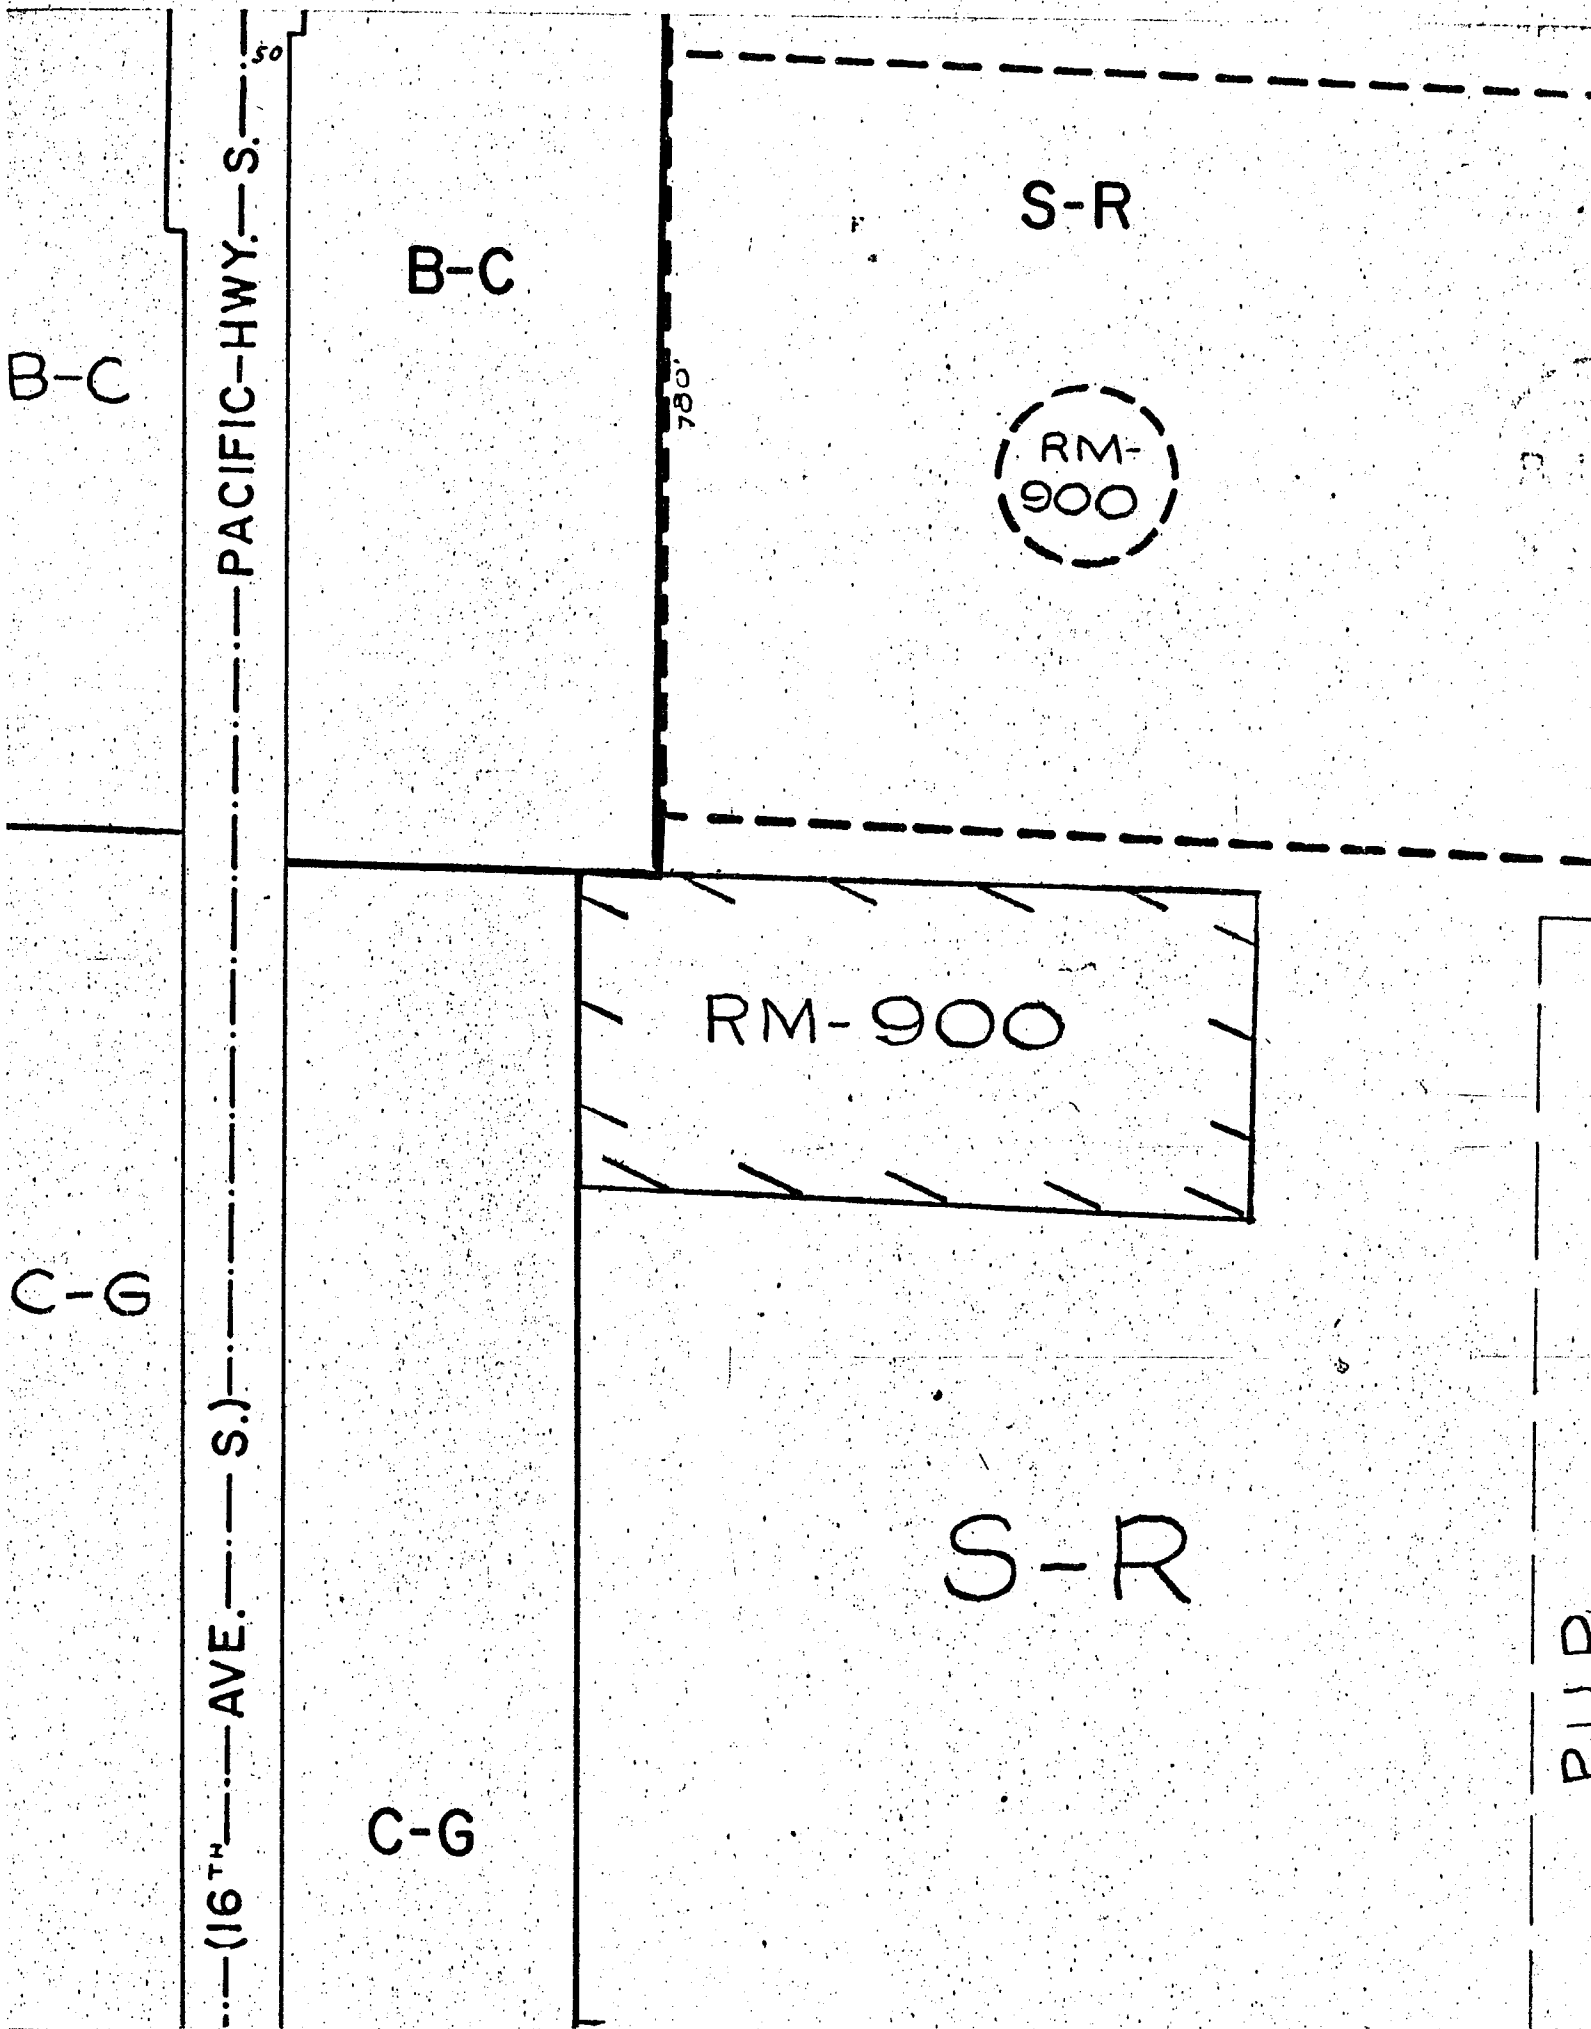 50
S-R
B-C
B-C
780'
RM-
900
PACIFIC HWY. S.
RM-900
C-G
S-R
C-G
(16TH AVE. S.)